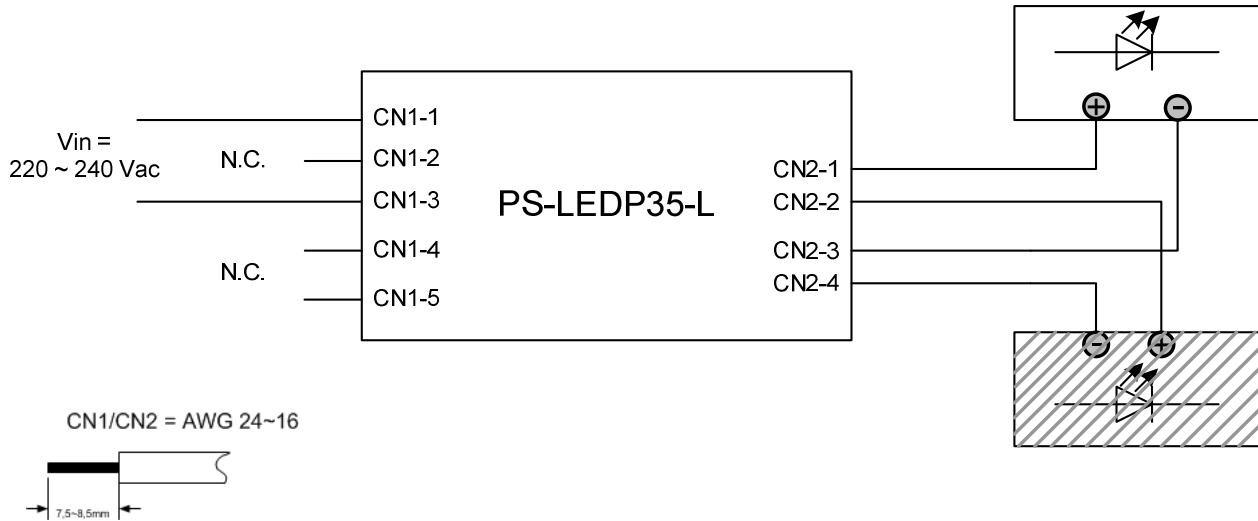 Vin =
220 ~ 240 Vac
N.C.
N.C.
CN1-1
CN1-2
CN1-3
CN1-4
CN1-5
PS-LEDP35-L
CN2-1
CN2-2
CN2-3
CN2-4
+
-
-
+
CN1/CN2 = AWG 24~16
7,5~8,5mm